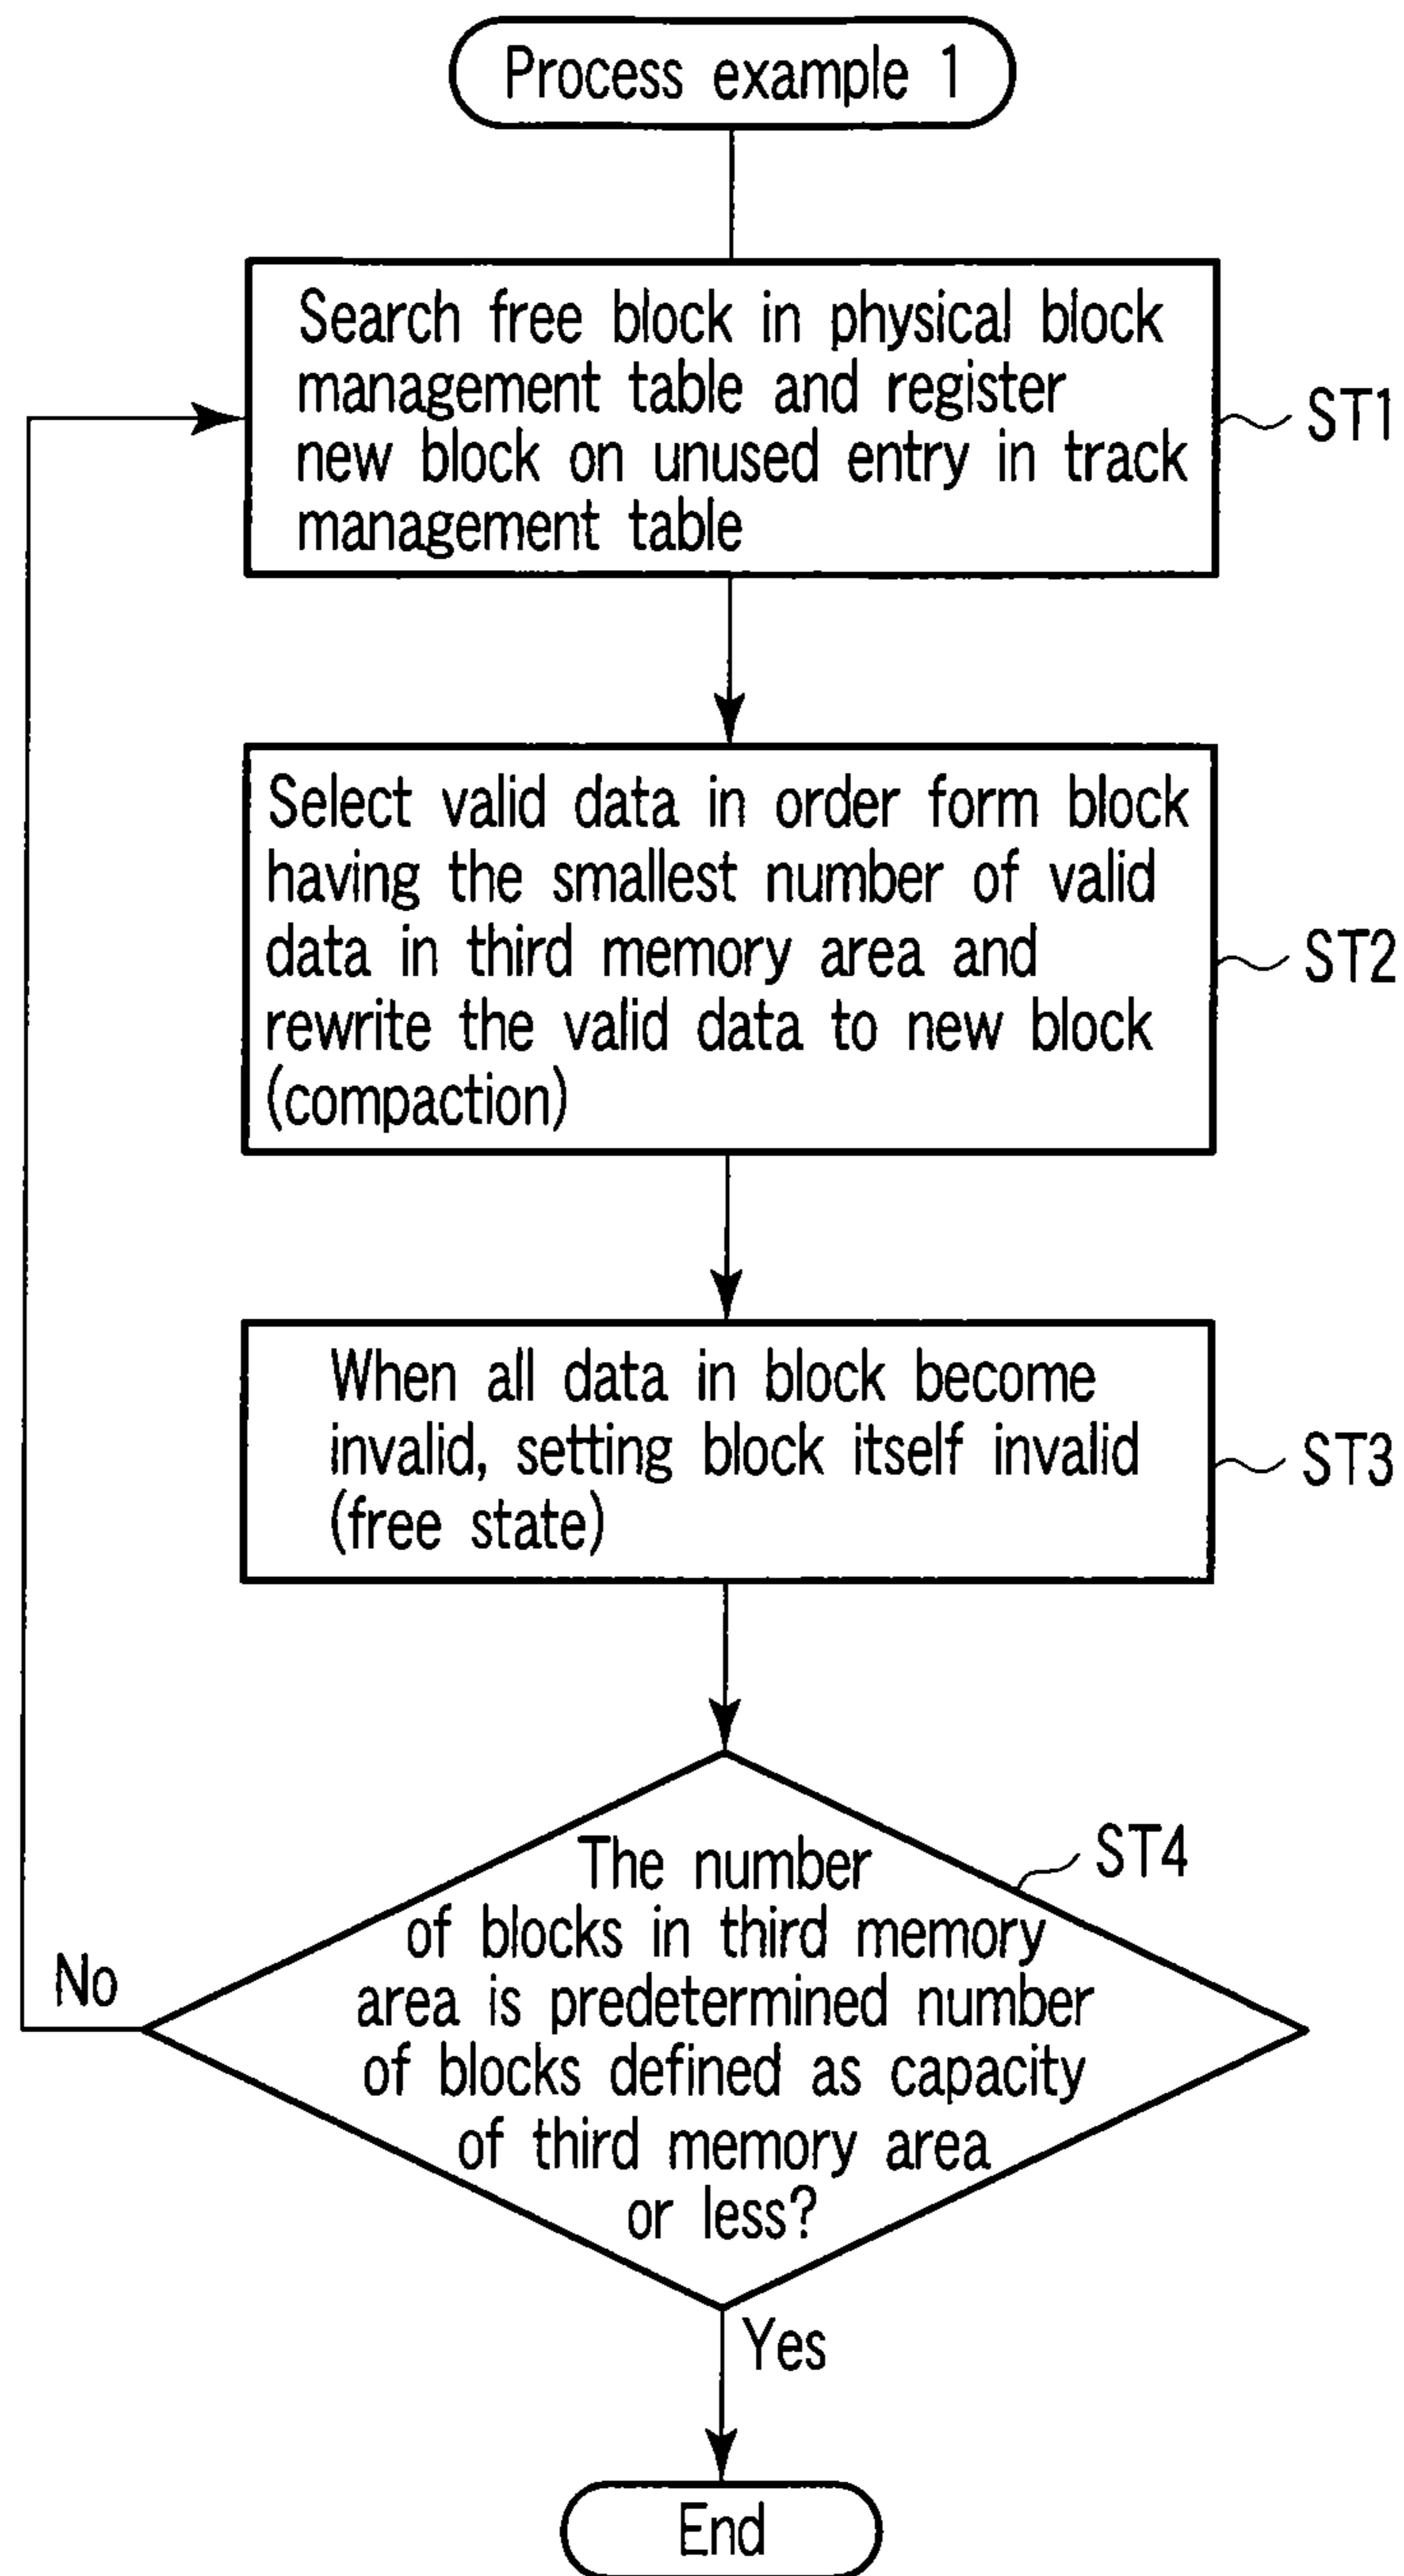 Process example 1
Search free block in physical block
management table and register
new block on unused entry in track
management table
ST1
Select valid data in order form block
having the smallest number of valid
data in third memory area and
rewrite the valid data to new block
(compaction)
ST2
When all data in block become
invalid, setting block itself invalid
(free state)
ST3
ST4
The number
of blocks in third memory
area is predetermined number
of blocks defined as capacity
of third memory area
or less?
No
Yes
End